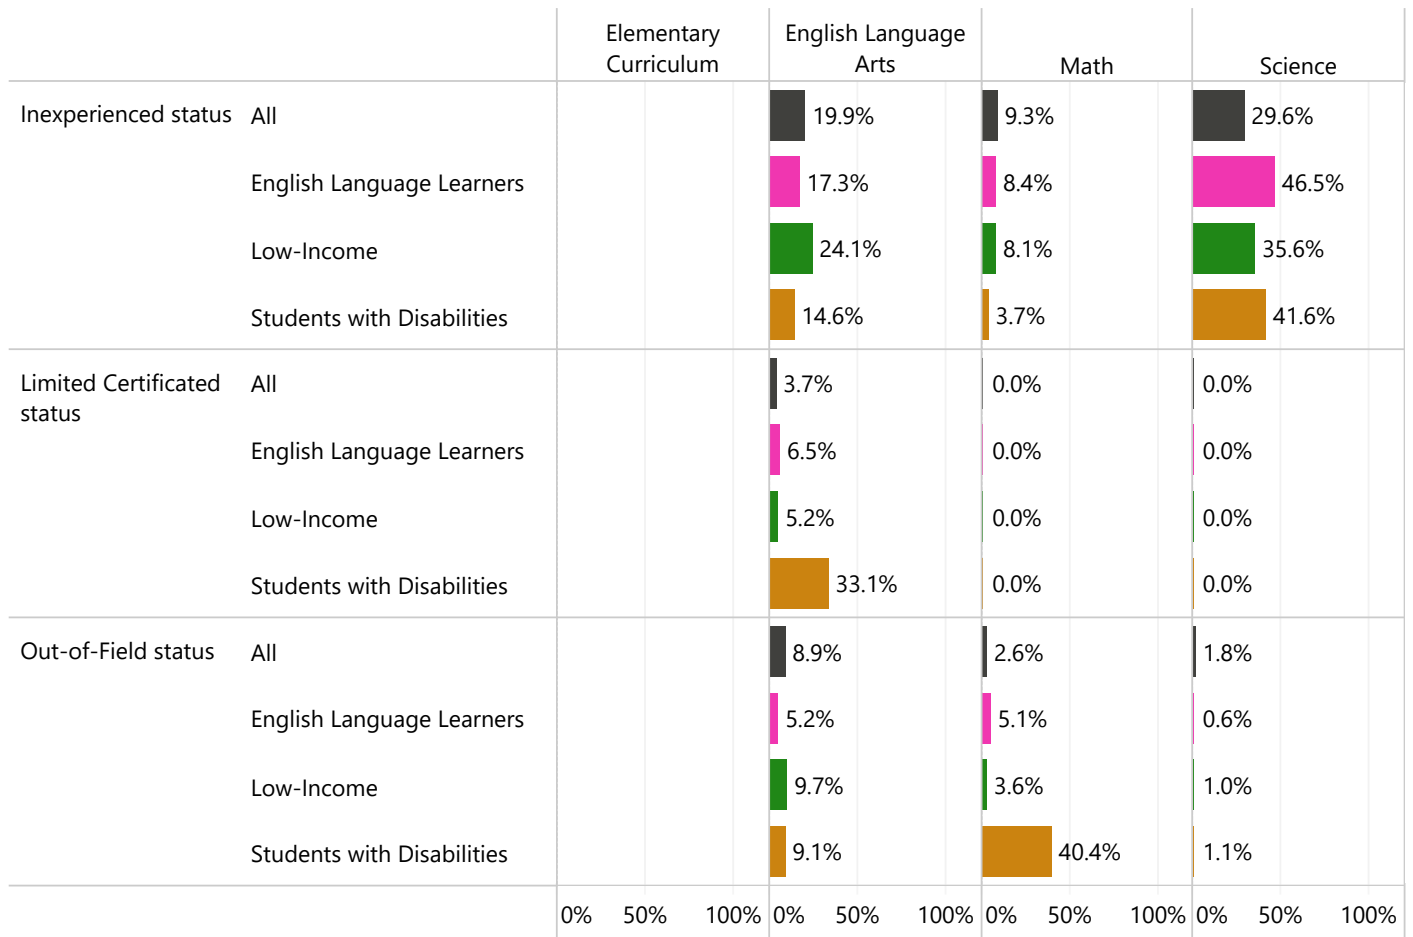 Elementary Curriculum English Language Arts Math Science
Inexperienced status All 19.9% 9.3% 29.6%
English Language Learners 17.3% 8.4% 46.5%
Low-Income 24.1% 8.1% 35.6%
Students with Disabilities 14.6% 3.7% 41.6%
Limited Certificated status All 3.7% 0.0% 0.0%
English Language Learners 6.5% 0.0% 0.0%
Low-Income 5.2% 0.0% 0.0%
Students with Disabilities 33.1% 0.0% 0.0%
Out-of-Field status All 8.9% 2.6% 1.8%
English Language Learners 5.2% 5.1% 0.6%
Low-Income 9.7% 3.6% 1.0%
Students with Disabilities 9.1% 40.4% 1.1%
0% 50% 100% 0% 50% 100% 0% 50% 100% 0% 50% 100%